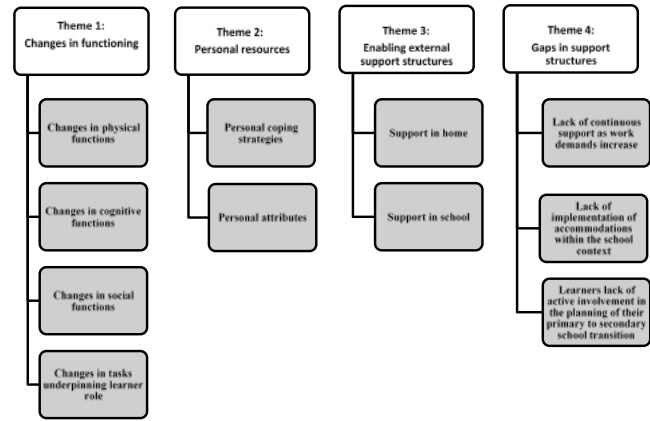 Theme 1:
Changes in functioning
Changes in physical
functions
Changes in cognitive
functions
Changes in social
functions
Changes in tasks
underpinning learner
role
Theme 2:
Personal resources
Personal coping
strategies
Personal attributes
Theme 3:
Enabling external
support structures
Support in home
Support in school
Theme 4:
Gaps in support
structures
Lack of continuous
support as work
demands increase
Lack of
implementation of
accommodations
within the school
context
Learners lack of
active involvement in
the planning of their
primary to secondary
school transition